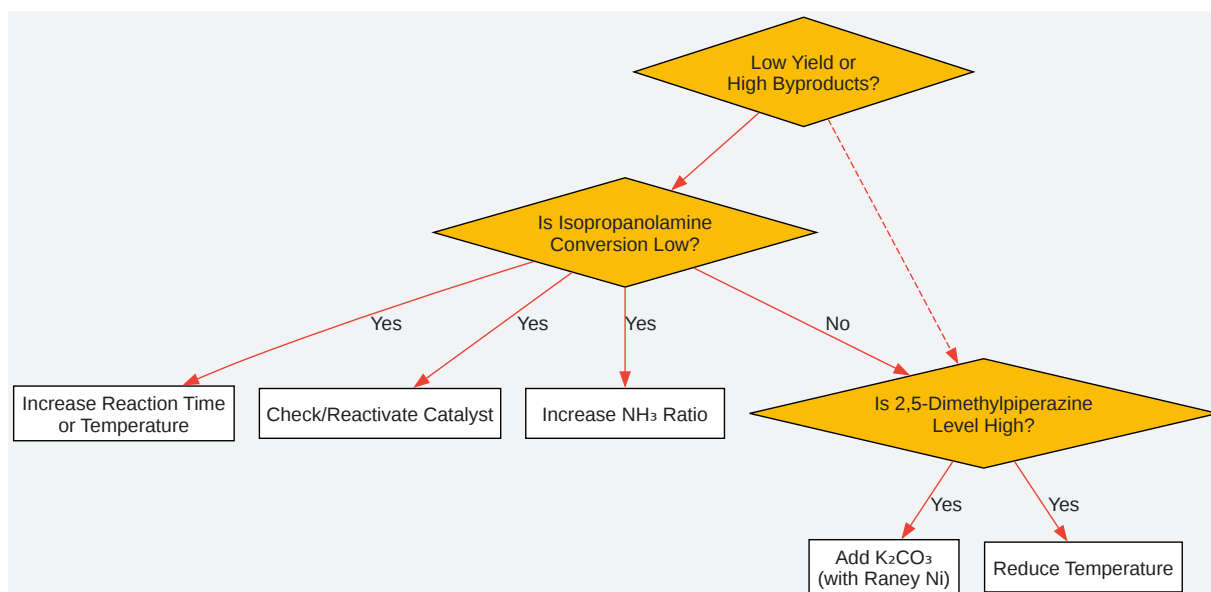 Low Yield or
High Byproducts?
Is Isopropanolamine
Conversion Low?
Yes
Yes
Yes
No
Increase Reaction Time
or Temperature
Check/Reactivate Catalyst
Increase NH₃ Ratio
Is 2,5-Dimethylpiperazine
Level High?
Yes
Yes
Add K₂CO₃
(with Raney Ni)
Reduce Temperature